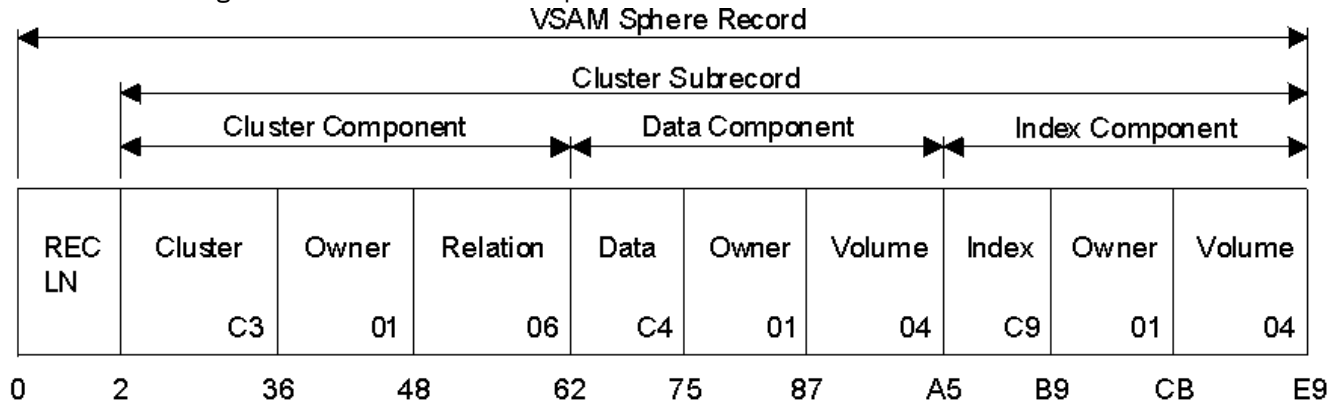 VSAM Sphere Record
Cluster Subrecord
Cluster Component Data Component Index Component
REC Cluster Owner Relation Data Owner Volume Index Owner Volume
LN
C3 01 06 C4 01 04 C9 01 04
0 2 36 48 62 75 87 A5 B9 CB E9